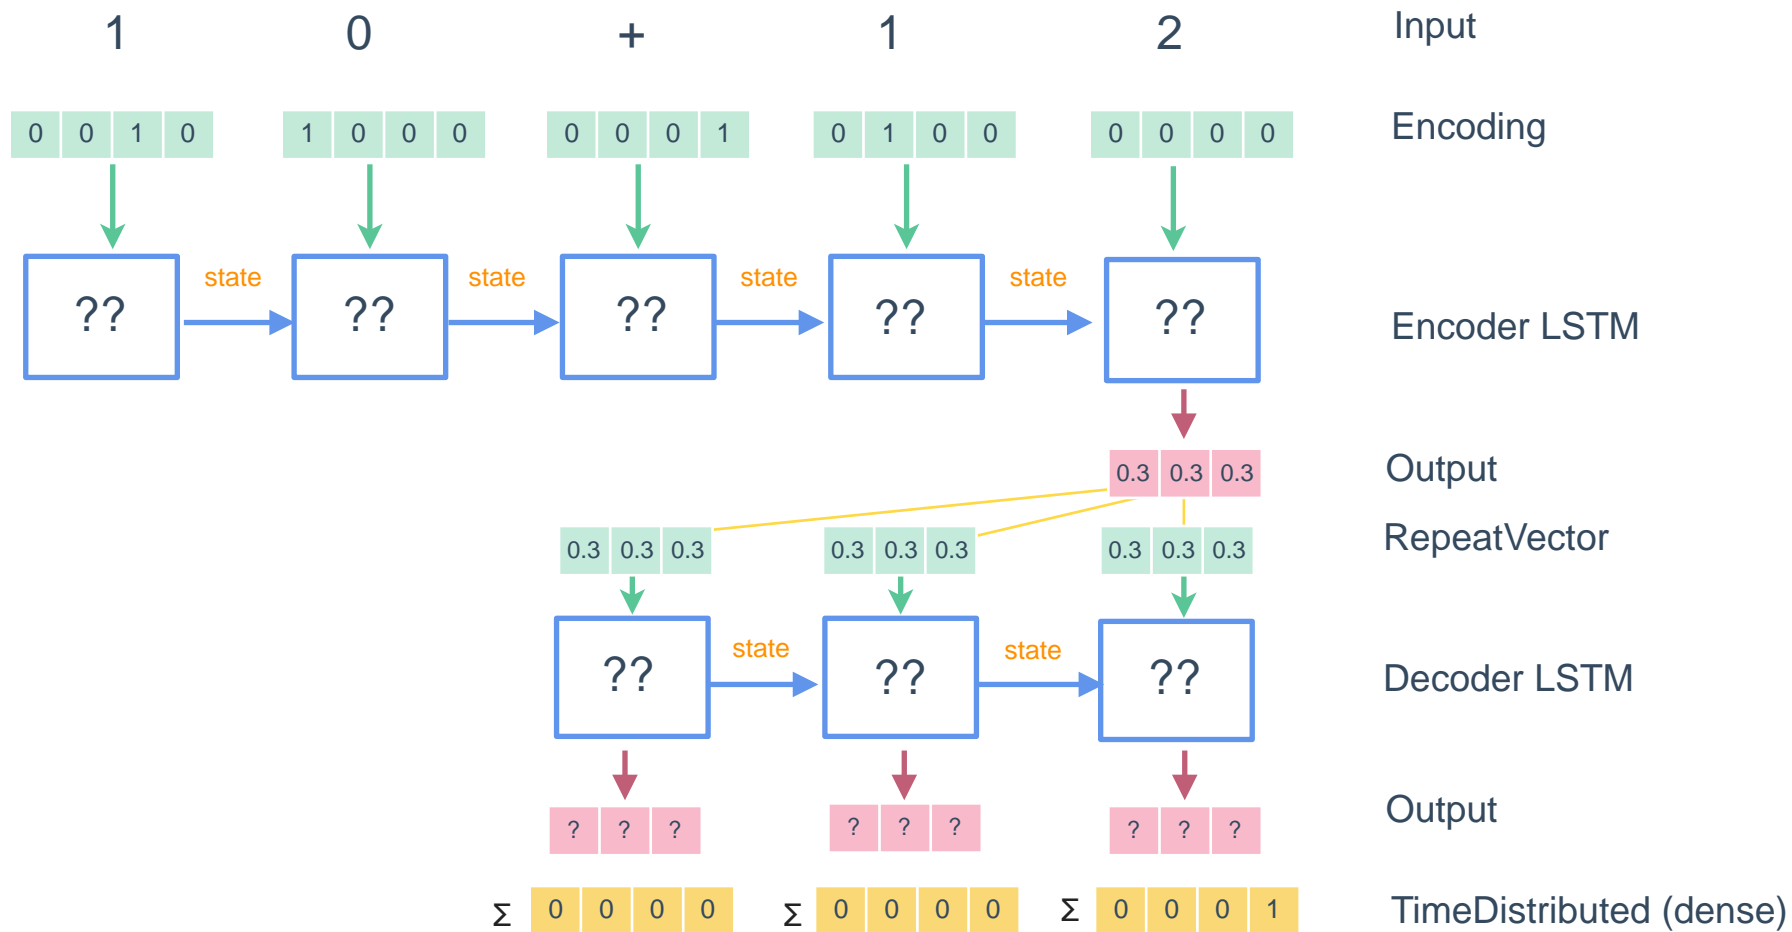 1 0 + 1 2 Input
0 0 1 0 1 0 0 0 0 0 0 1 0 1 0 0 0 0 0 0 Encoding
state state state state
?? ?? ?? ?? ?? Encoder LSTM
0.3 0.3 0.3 Output
0.3 0.3 0.3 0.3 0.3 0.3 0.3 0.3 0.3 RepeatVector
state state
?? ?? ?? Decoder LSTM
? ? ? ? ? ? ? ? ? Output
Σ 0 0 0 0 Σ 0 0 0 0 Σ 0 0 0 1 TimeDistributed (dense)